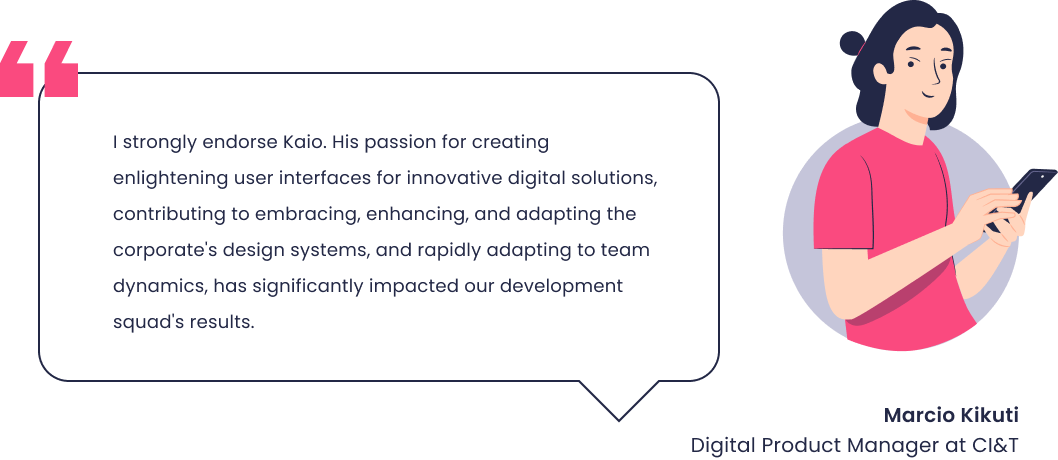 I strongly endorse Kaio. His passion for creating
enlightening user interfaces for innovative digital solutions,
contributing to embracing, enhancing, and adapting the
corporate's design systems, and rapidly adapting to team
dynamics, has significantly impacted our development
squad's results.
Marcio Kikuti
Digital Product Manager at CI&T